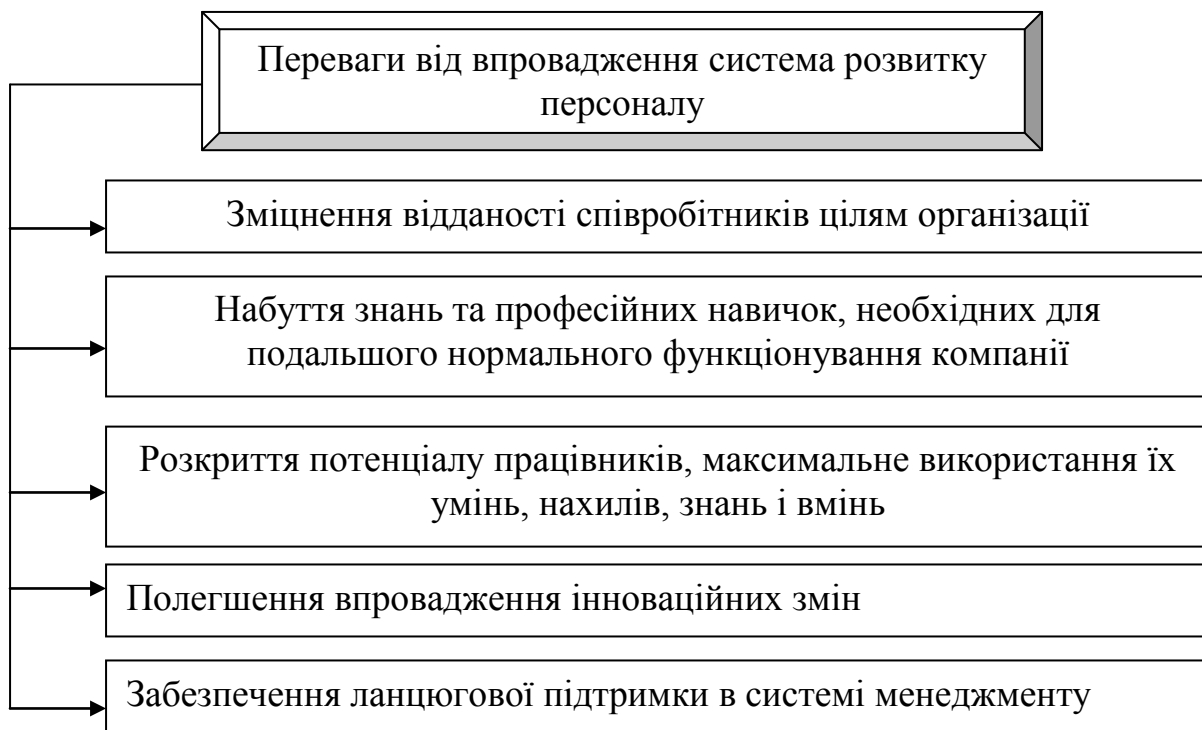 Переваги від впровадження система розвитку
персоналу
Зміцнення відданості співробітників цілям організації
Набуття знань та професійних навичок, необхідних для
подальшого нормального функціонування компанії
Розкриття потенціалу працівників, максимальне використання їх
умінь, нахилів, знань і вмінь
Полегшення впровадження інноваційних змін
Забезпечення ланцюгової підтримки в системі менеджменту